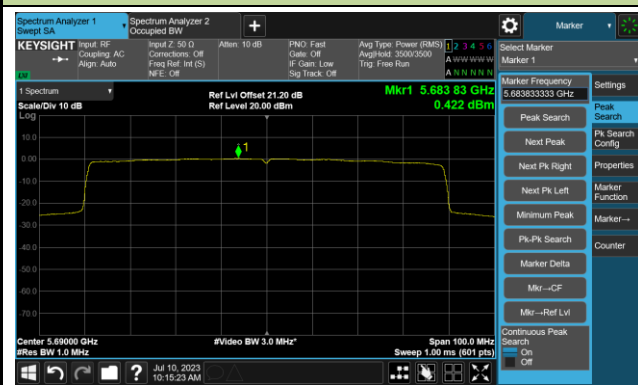 Spectrum Analyzer 1
Swept SA
Spectrum Analyzer 2
Occupied BW
Marker
KEYSIGHT
Input: RF
Coupling: AC
Align: Auto
Input Z: 50 Ω
Corrections: Off
Freq Ref: Int (S)
NFE: Off
Atten: 10 dB
PNO: Fast
Gate: Off
IF Gain: Low
Sig Track: Off
Avg Type: Power (RMS)
Avg|Hold: 3500/3500
Trig: Free Run
1 2 3 4 5 6
A W W W W W
A N N N N N
LXI
Select Marker
Marker 1
1 Spectrum
Scale/Div 10 dB
Log
Ref Lvl Offset 21.20 dB
Ref Level 20.00 dBm
Mkr1 5.683 83 GHz
0.422 dBm
10.0
0.00
-10.0
-20.0
-30.0
-40.0
-50.0
-60.0
-70.0
1
Center 5.69000 GHz
#Res BW 1.0 MHz
#Video BW 3.0 MHz*
Span 100.0 MHz
Sweep 1.00 ms (601 pts)
Marker Frequency
5.683833333 GHz
Peak Search
Next Peak
Next Pk Right
Next Pk Left
Minimum Peak
Pk-Pk Search
Marker Delta
Mkr→CF
Mkr→Ref Lvl
Continuous Peak
Search
On
Off
Settings
Peak
Search
Pk Search
Config
Properties
Marker
Function
Marker→
Counter
?
Jul 10, 2023
10:15:23 AM